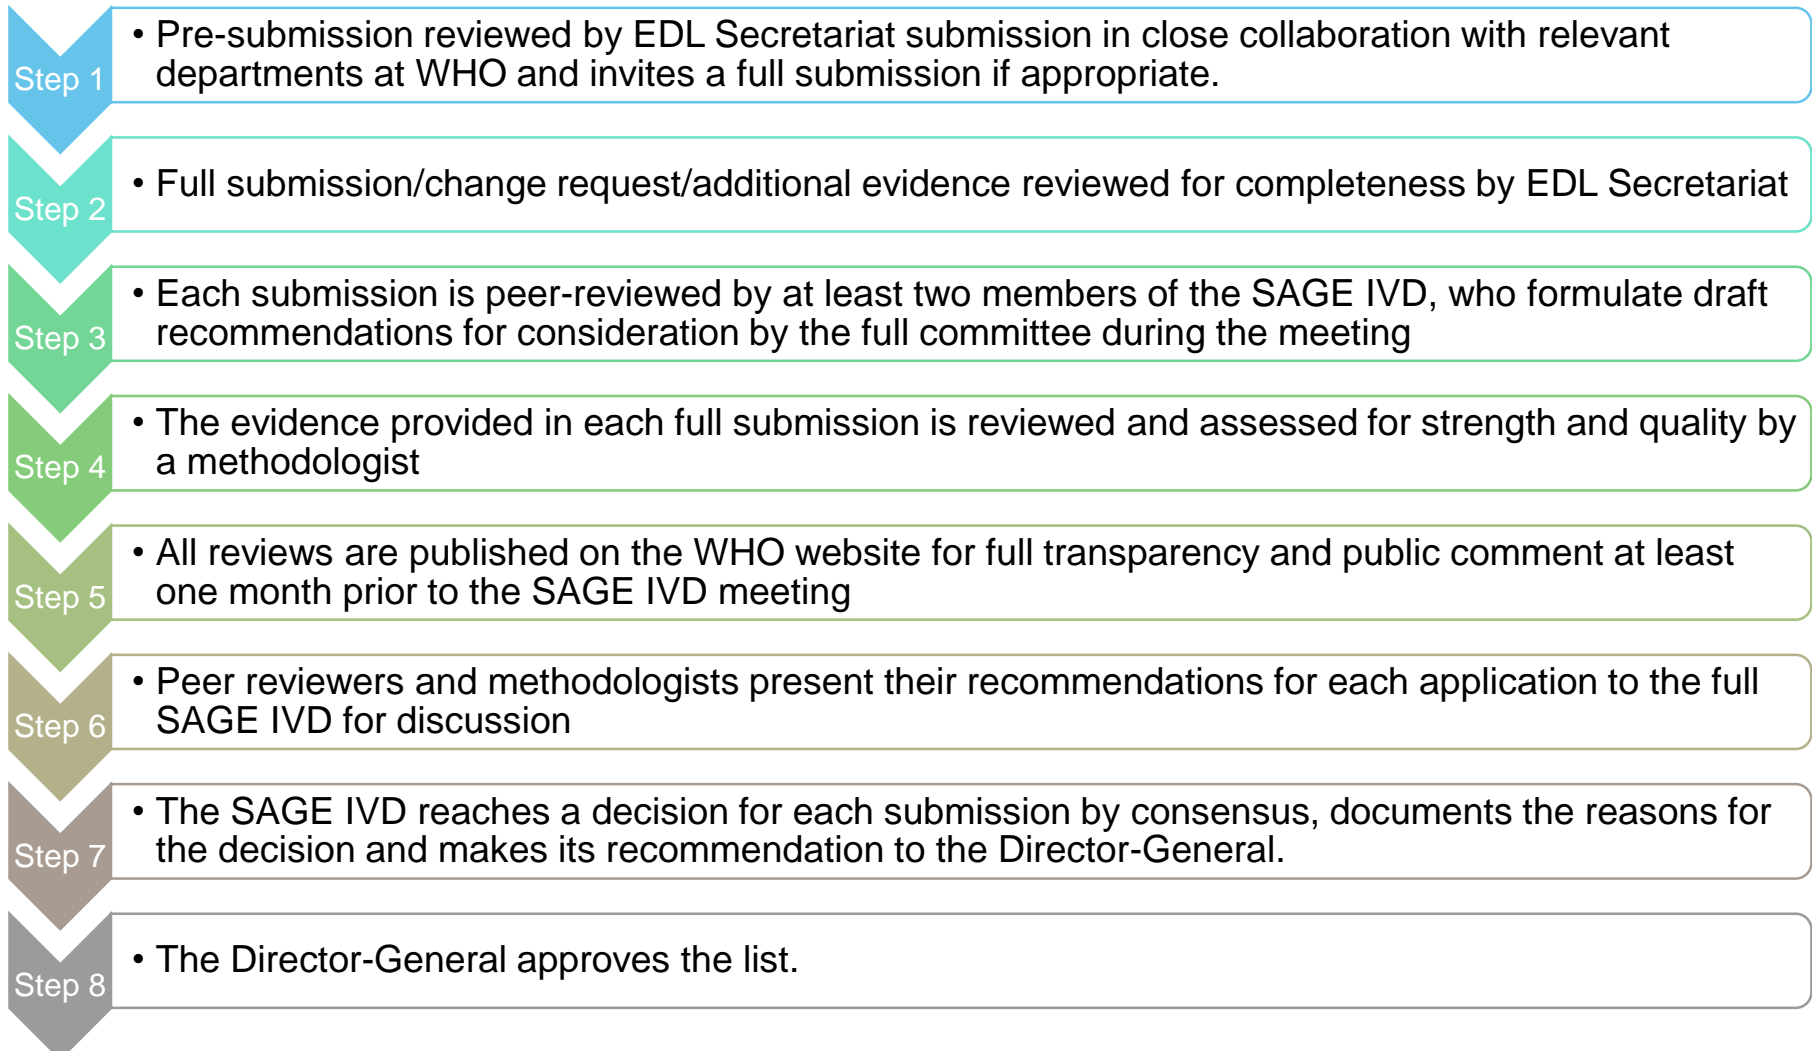 Step 1
• Pre-submission reviewed by EDL Secretariat submission in close collaboration with relevant
departments at WHO and invites a full submission if appropriate.
Step 2
• Full submission/change request/additional evidence reviewed for completeness by EDL Secretariat
Step 3
• Each submission is peer-reviewed by at least two members of the SAGE IVD, who formulate draft
recommendations for consideration by the full committee during the meeting
Step 4
• The evidence provided in each full submission is reviewed and assessed for strength and quality by
a methodologist
Step 5
• All reviews are published on the WHO website for full transparency and public comment at least
one month prior to the SAGE IVD meeting
Step 6
• Peer reviewers and methodologists present their recommendations for each application to the full
SAGE IVD for discussion
Step 7
• The SAGE IVD reaches a decision for each submission by consensus, documents the reasons for
the decision and makes its recommendation to the Director-General.
Step 8
• The Director-General approves the list.